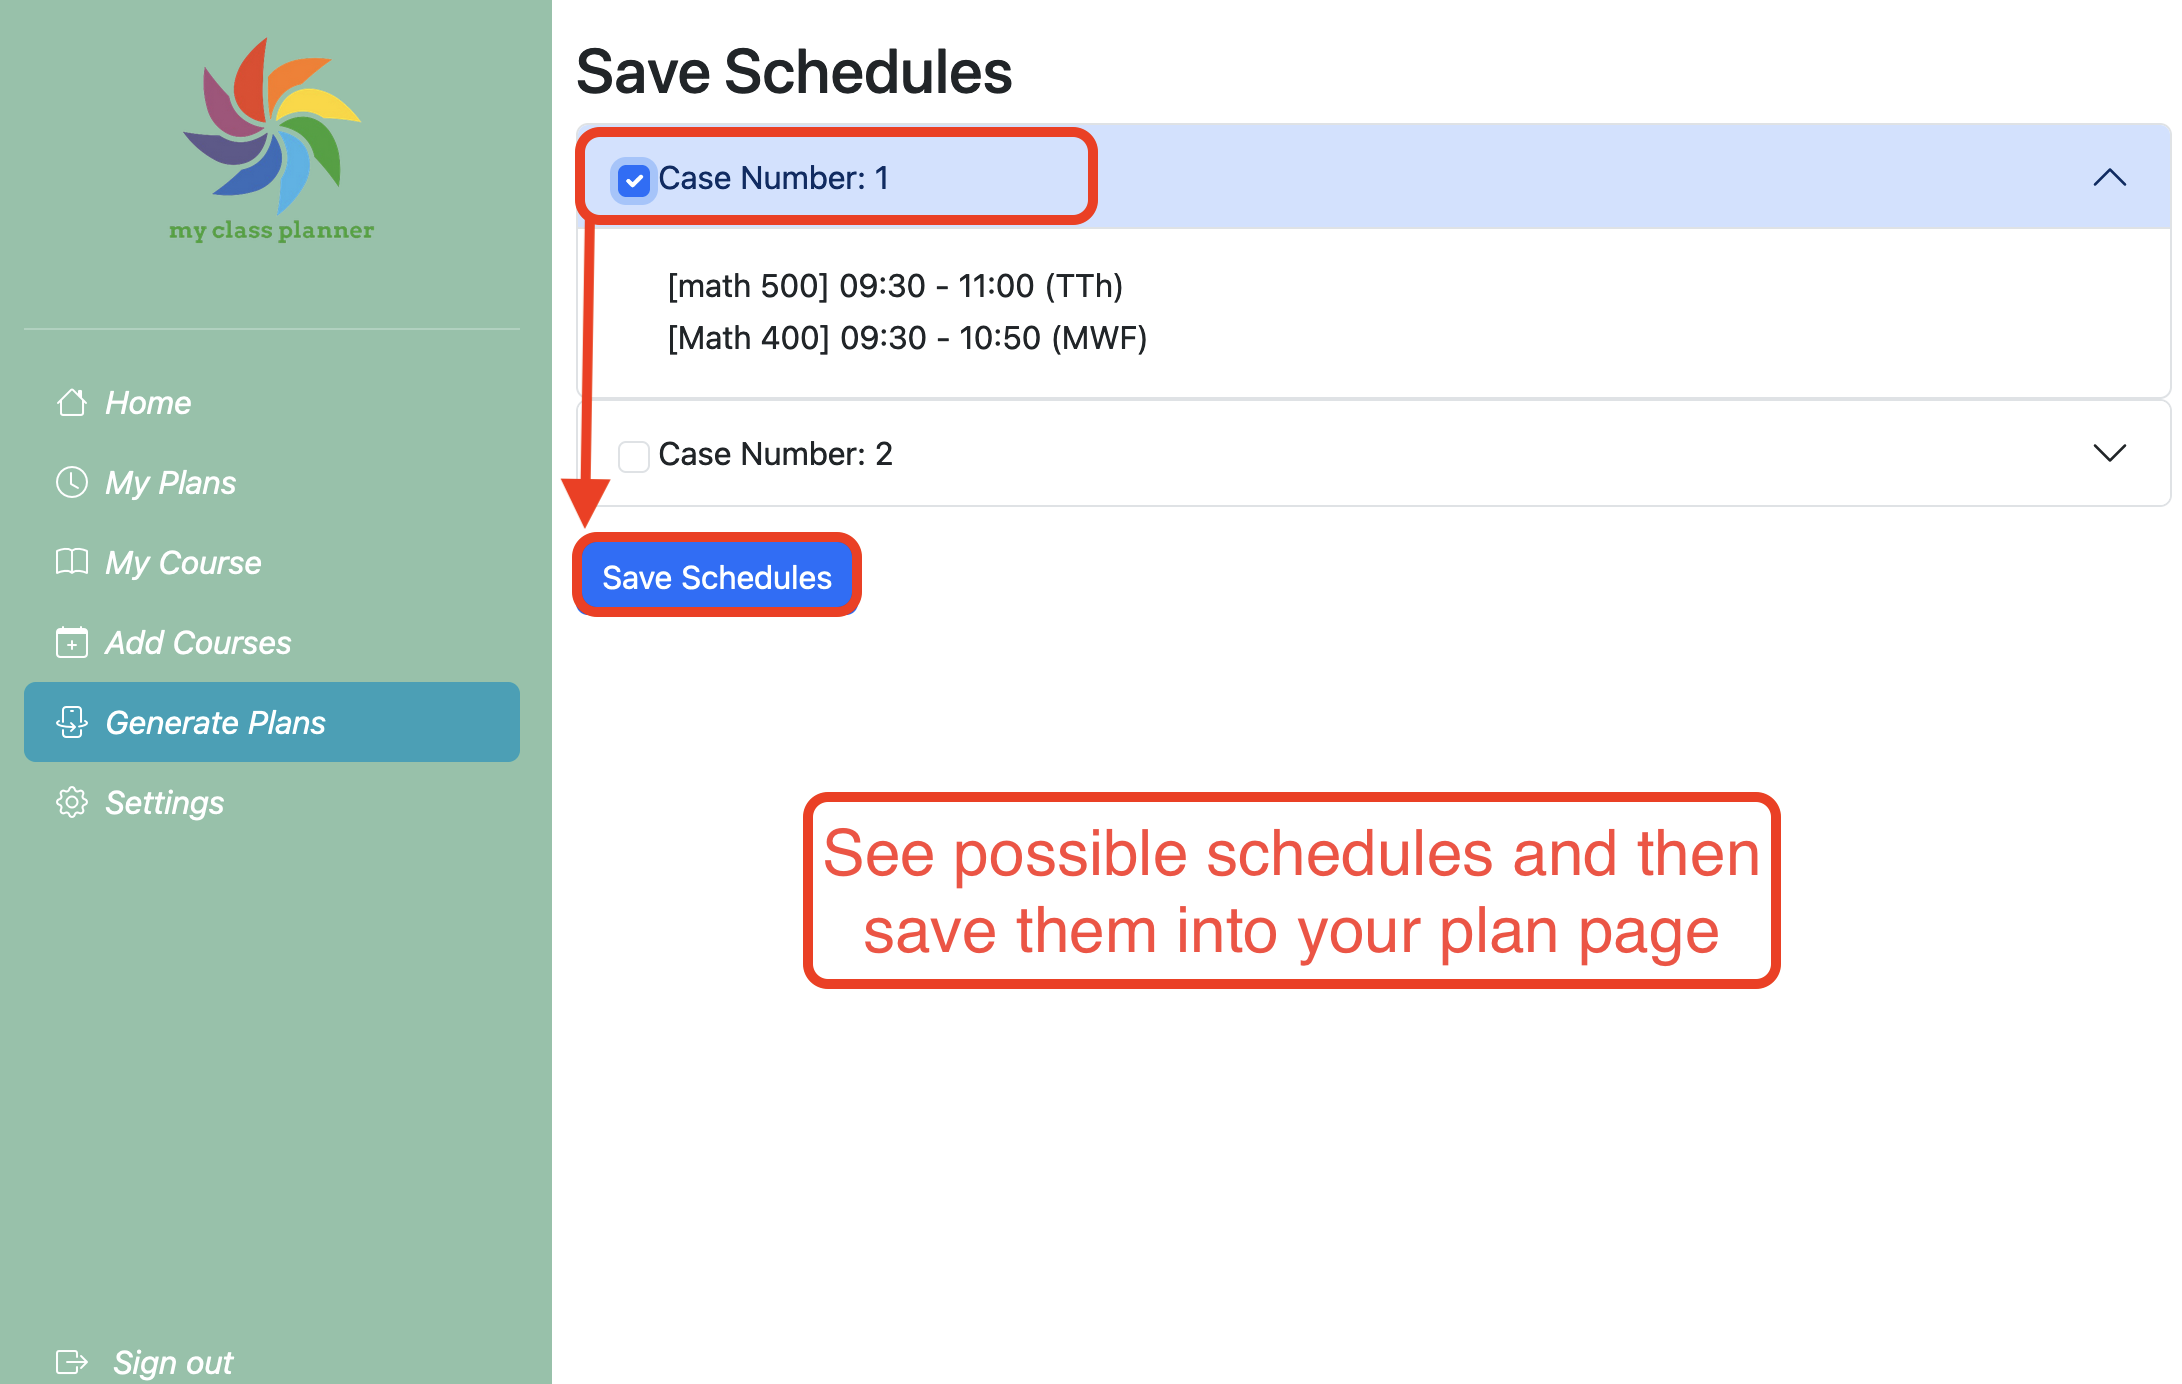 my class planner
Home
My Plans
My Course
Add Courses
Generate Plans
Settings
Sign out
Save Schedules
Case Number: 1
[math 500] 09:30 - 11:00 (TTh)
[Math 400] 09:30 - 10:50 (MWF)
Case Number: 2
Save Schedules
See possible schedules and then
save them into your plan page